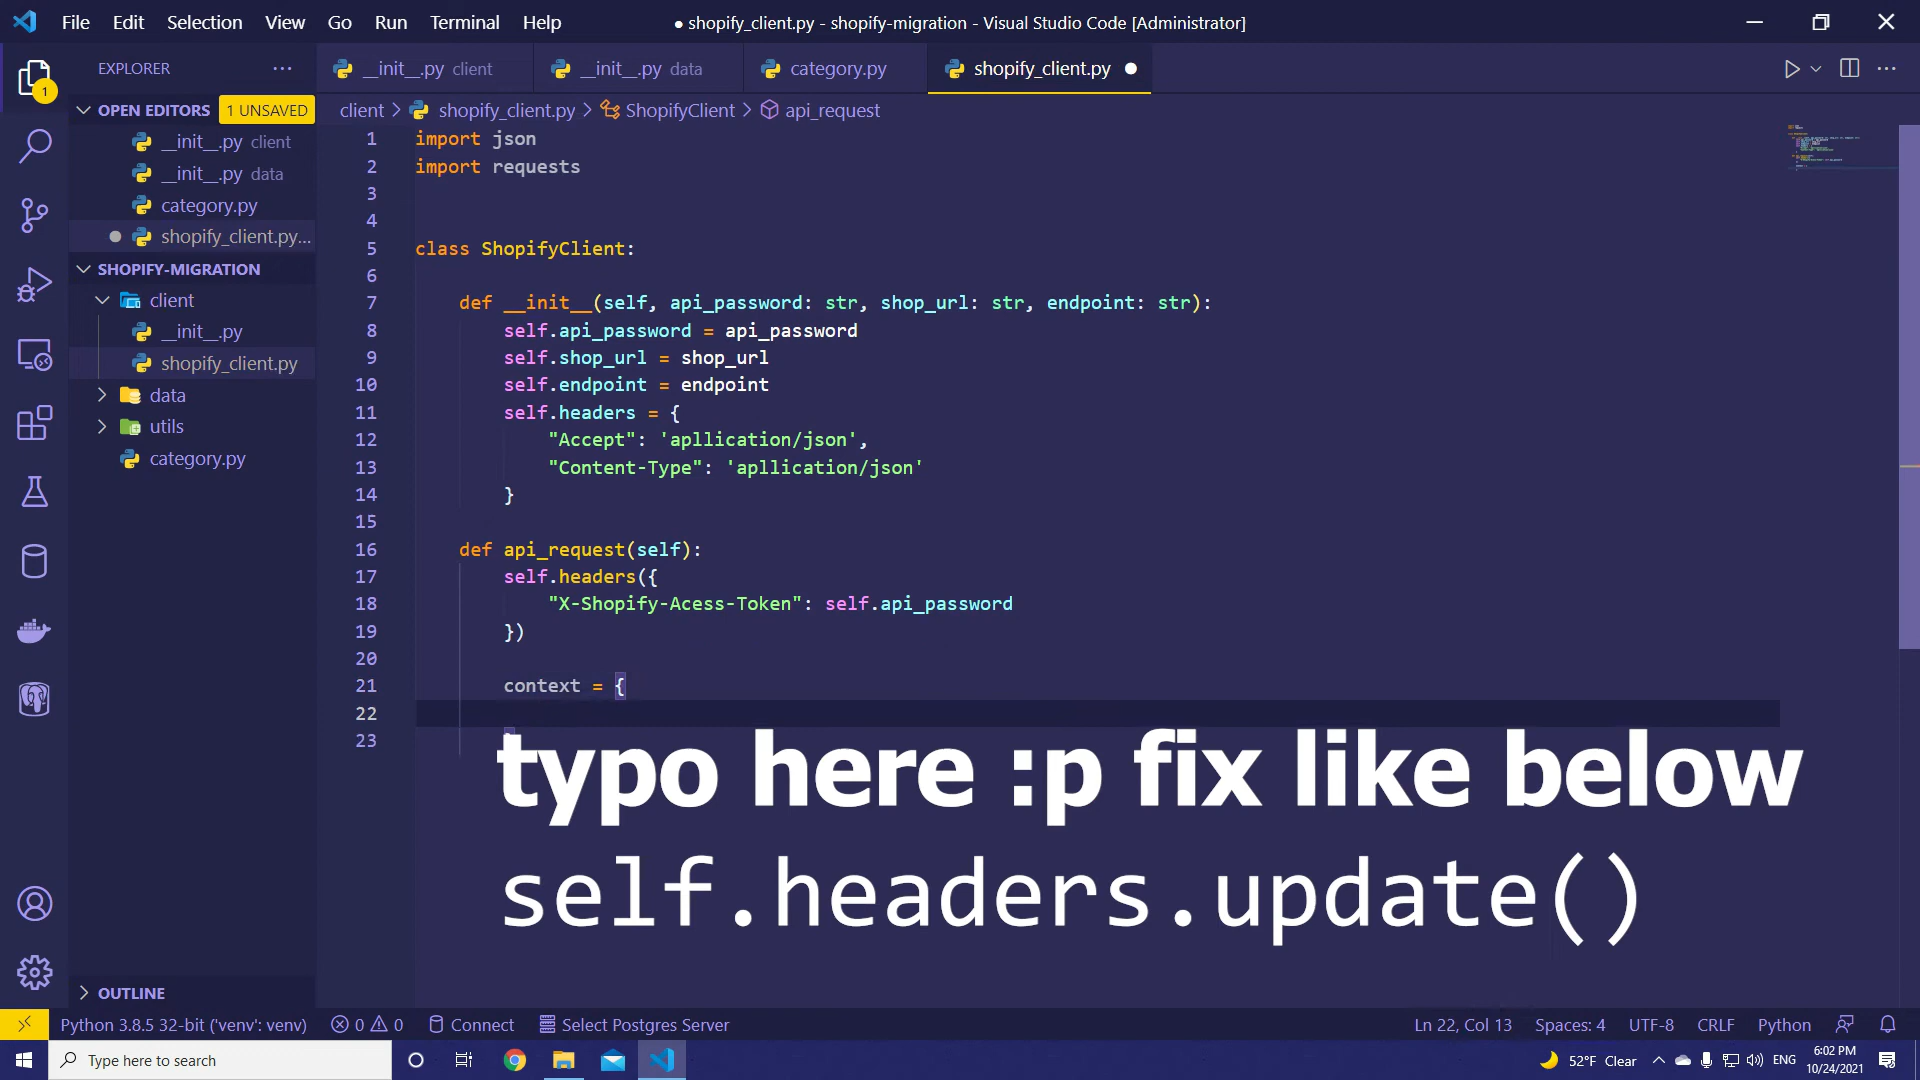 File Edit Selection View Go Run Terminal Help
● shopify_client.py - shopify-migration - Visual Studio Code [Administrator]
1
EXPLORER ...
OPEN EDITORS 1 UNSAVED
__init__.py client
__init__.py data
category.py
shopify_client.py...
SHOPIFY-MIGRATION
client
__init__.py
shopify_client.py
data
utils
category.py
OUTLINE
__init__.py client
__init__.py data
category.py
shopify_client.py
client > shopify_client.py > ShopifyClient > api_request
1 import json
2 import requests
3
4
5 class ShopifyClient:
6
7 def __init__(self, api_password: str, shop_url: str, endpoint: str):
8 self.api_password = api_password
9 self.shop_url = shop_url
10 self.endpoint = endpoint
11 self.headers = {
12 "Accept": 'apllication/json',
13 "Content-Type": 'apllication/json'
14 }
15
16 def api_request(self):
17 self.headers({
18 "X-Shopify-Acess-Token": self.api_password
19 })
20
21 context = {
22
23
typo here :p fix like below
self.headers.update()
Python 3.8.5 32-bit ('venv': venv) 0 0 Connect Select Postgres Server
Ln 22, Col 13 Spaces: 4 UTF-8 CRLF Python
Type here to search
52°F Clear ENG
6:02 PM
10/24/2021